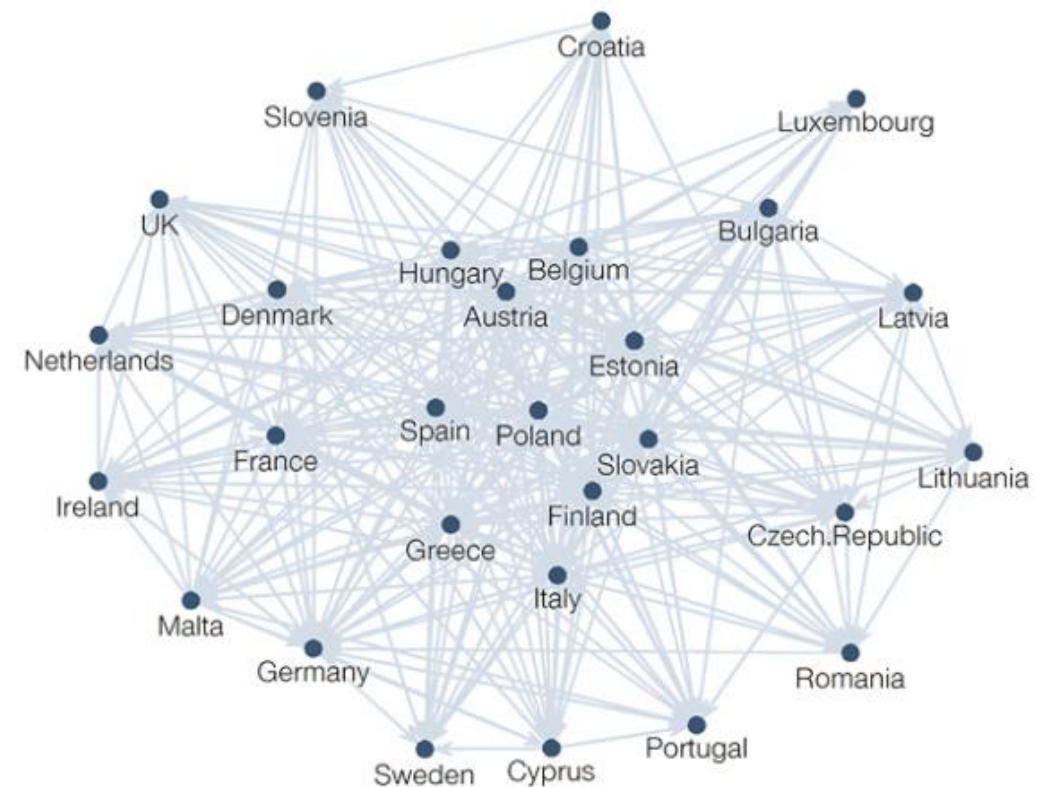 Croatia
Slovenia
Luxembourg
UK
Bulgaria
Hungary
Belgium
Denmark
Austria
Latvia
Netherlands
Estonia
Spain
Poland
France
Slovakia
Lithuania
Ireland
Finland
Czech.Republic
Greece
Italy
Malta
Germany
Romania
Portugal
Sweden
Cyprus